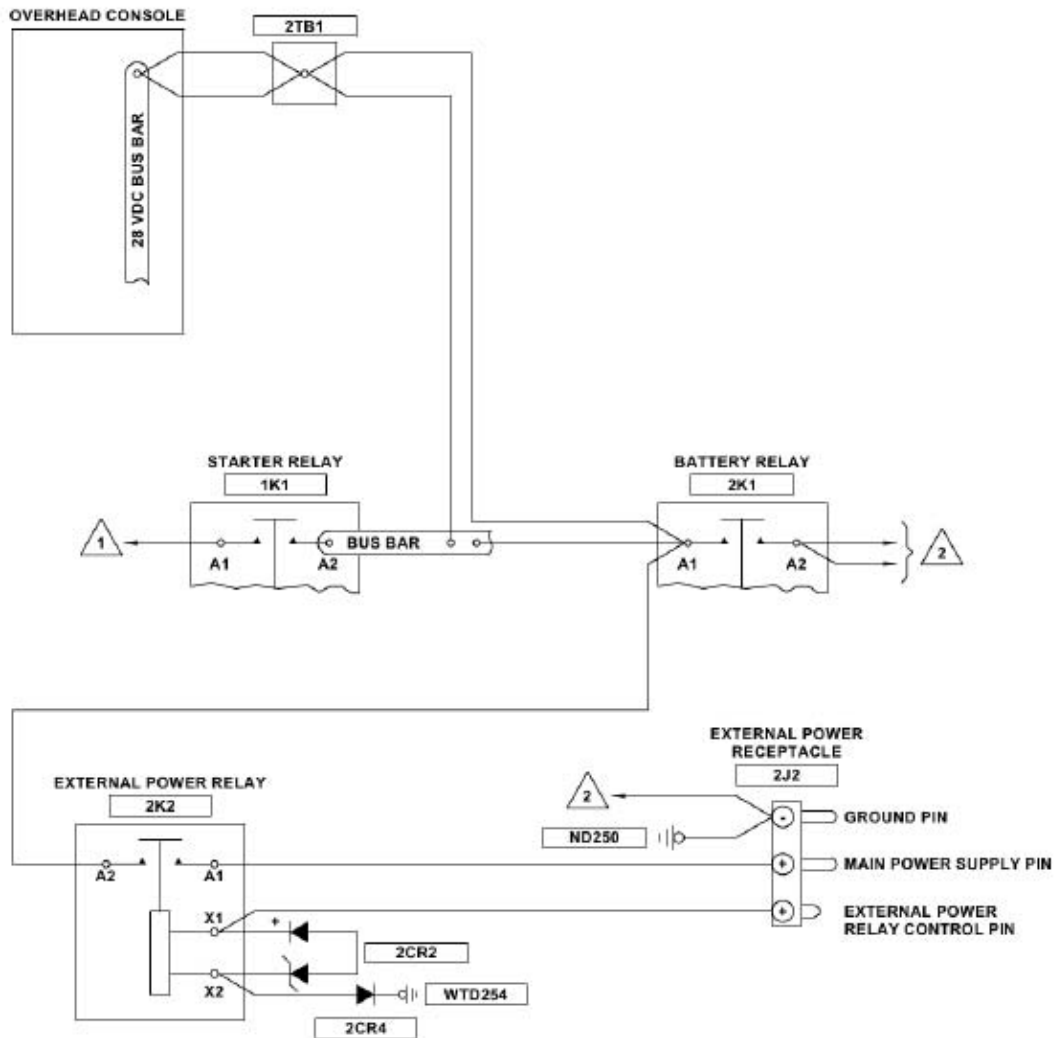 OVERHEAD CONSOLE
2TB1
28 VDC BUS BAR
STARTER RELAY
1K1
BATTERY RELAY
2K1
1
A1
A2
BUS BAR
A1
A2
2
EXTERNAL POWER
RECEPTACLE
2J2
EXTERNAL POWER RELAY
2K2
2
ND250
-
GROUND PIN
A2
A1
+
MAIN POWER SUPPLY PIN
X1
+
+
EXTERNAL POWER
RELAY CONTROL PIN
2CR2
X2
WTD254
2CR4